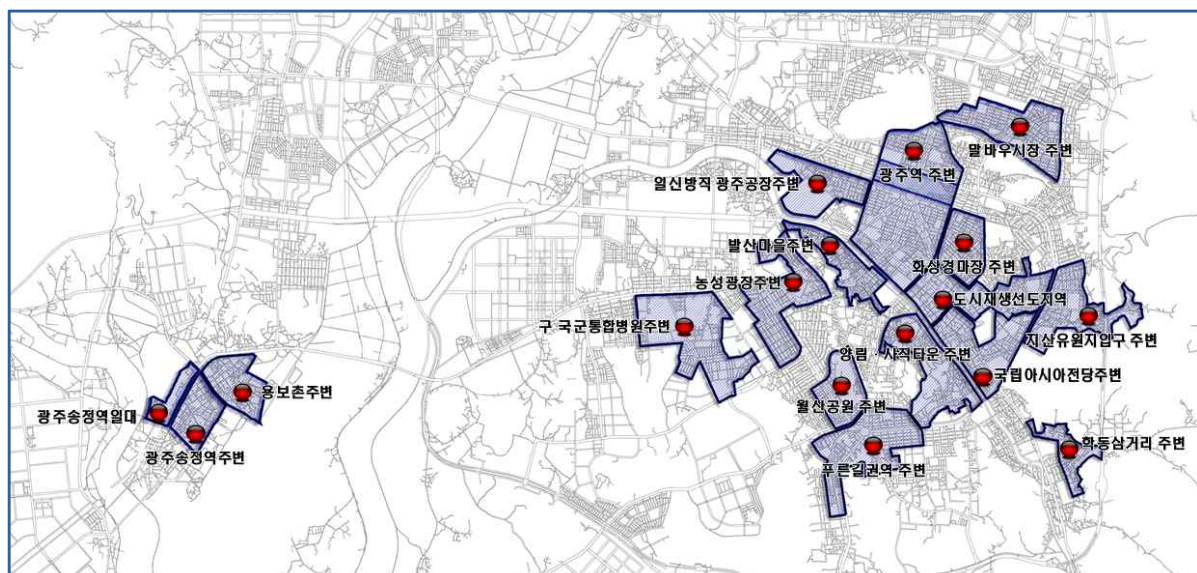 말바우시장 주변
광주역 주변
일신방직 광주공장주변
발산마을주변
화상경마장 주변
농성광장주변
도시재생선도지역
구 국군통합병원주변
양림 · 사직타운 주변
지산유원지입구 주변
국립아시아전당주변
용보촌주변
월산공원 주변
광주송정역일대
학동삼거리 주변
광주송정역주변
푸른길권역 주변